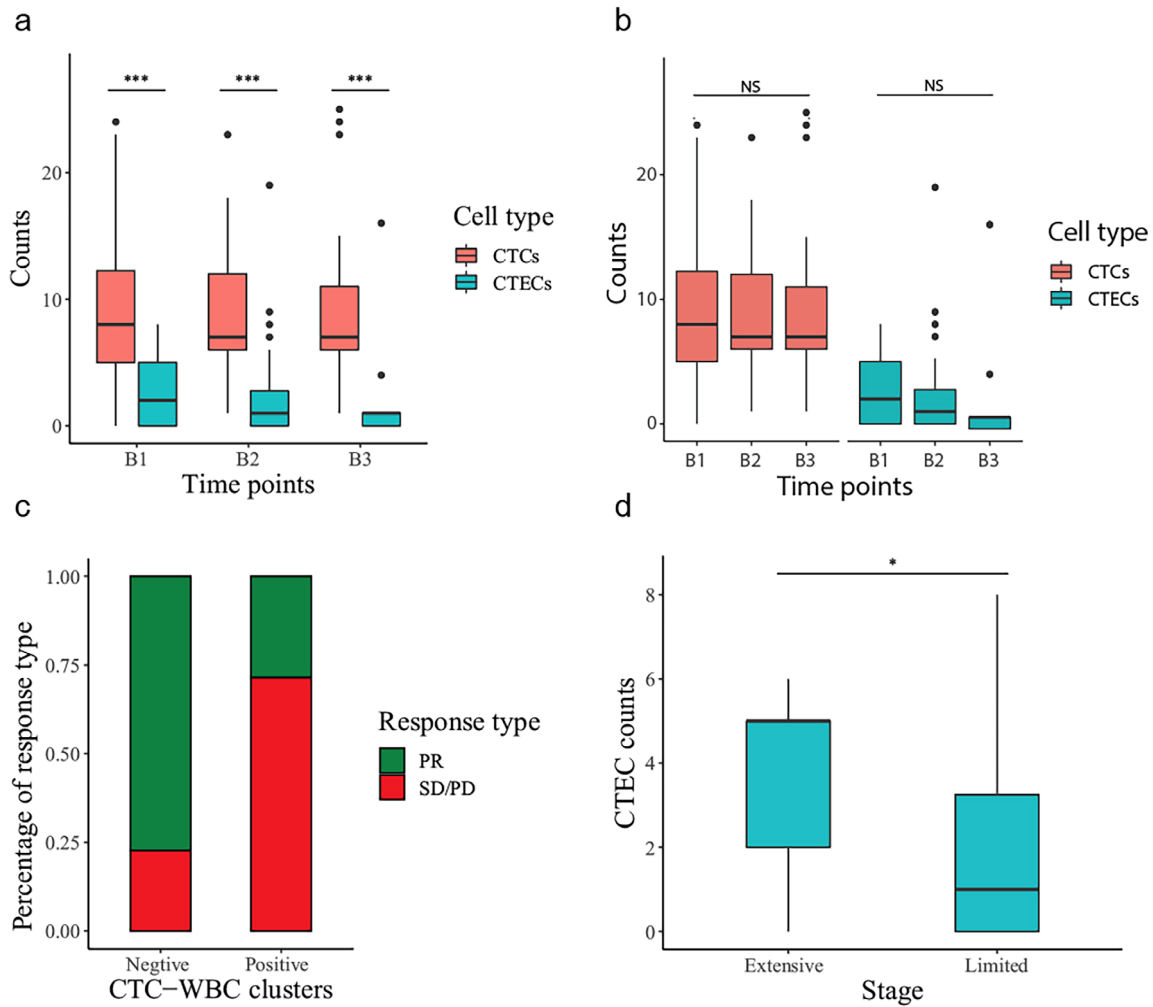 a
***
***
***
Counts
20
10
0
B1
B2
B3
Time points
Cell type
CTCs
CTECs
b
NS
NS
Counts
20
10
0
B1
B2
B3
B1
B2
B3
Time points
Cell type
CTCs
CTECs
c
Percentage of response type
1.00
0.75
0.50
0.25
0.00
Negtive
Positive
CTC−WBC clusters
Response type
PR
SD/PD
d
*
CTEC counts
8
6
4
2
0
Extensive
Limited
Stage